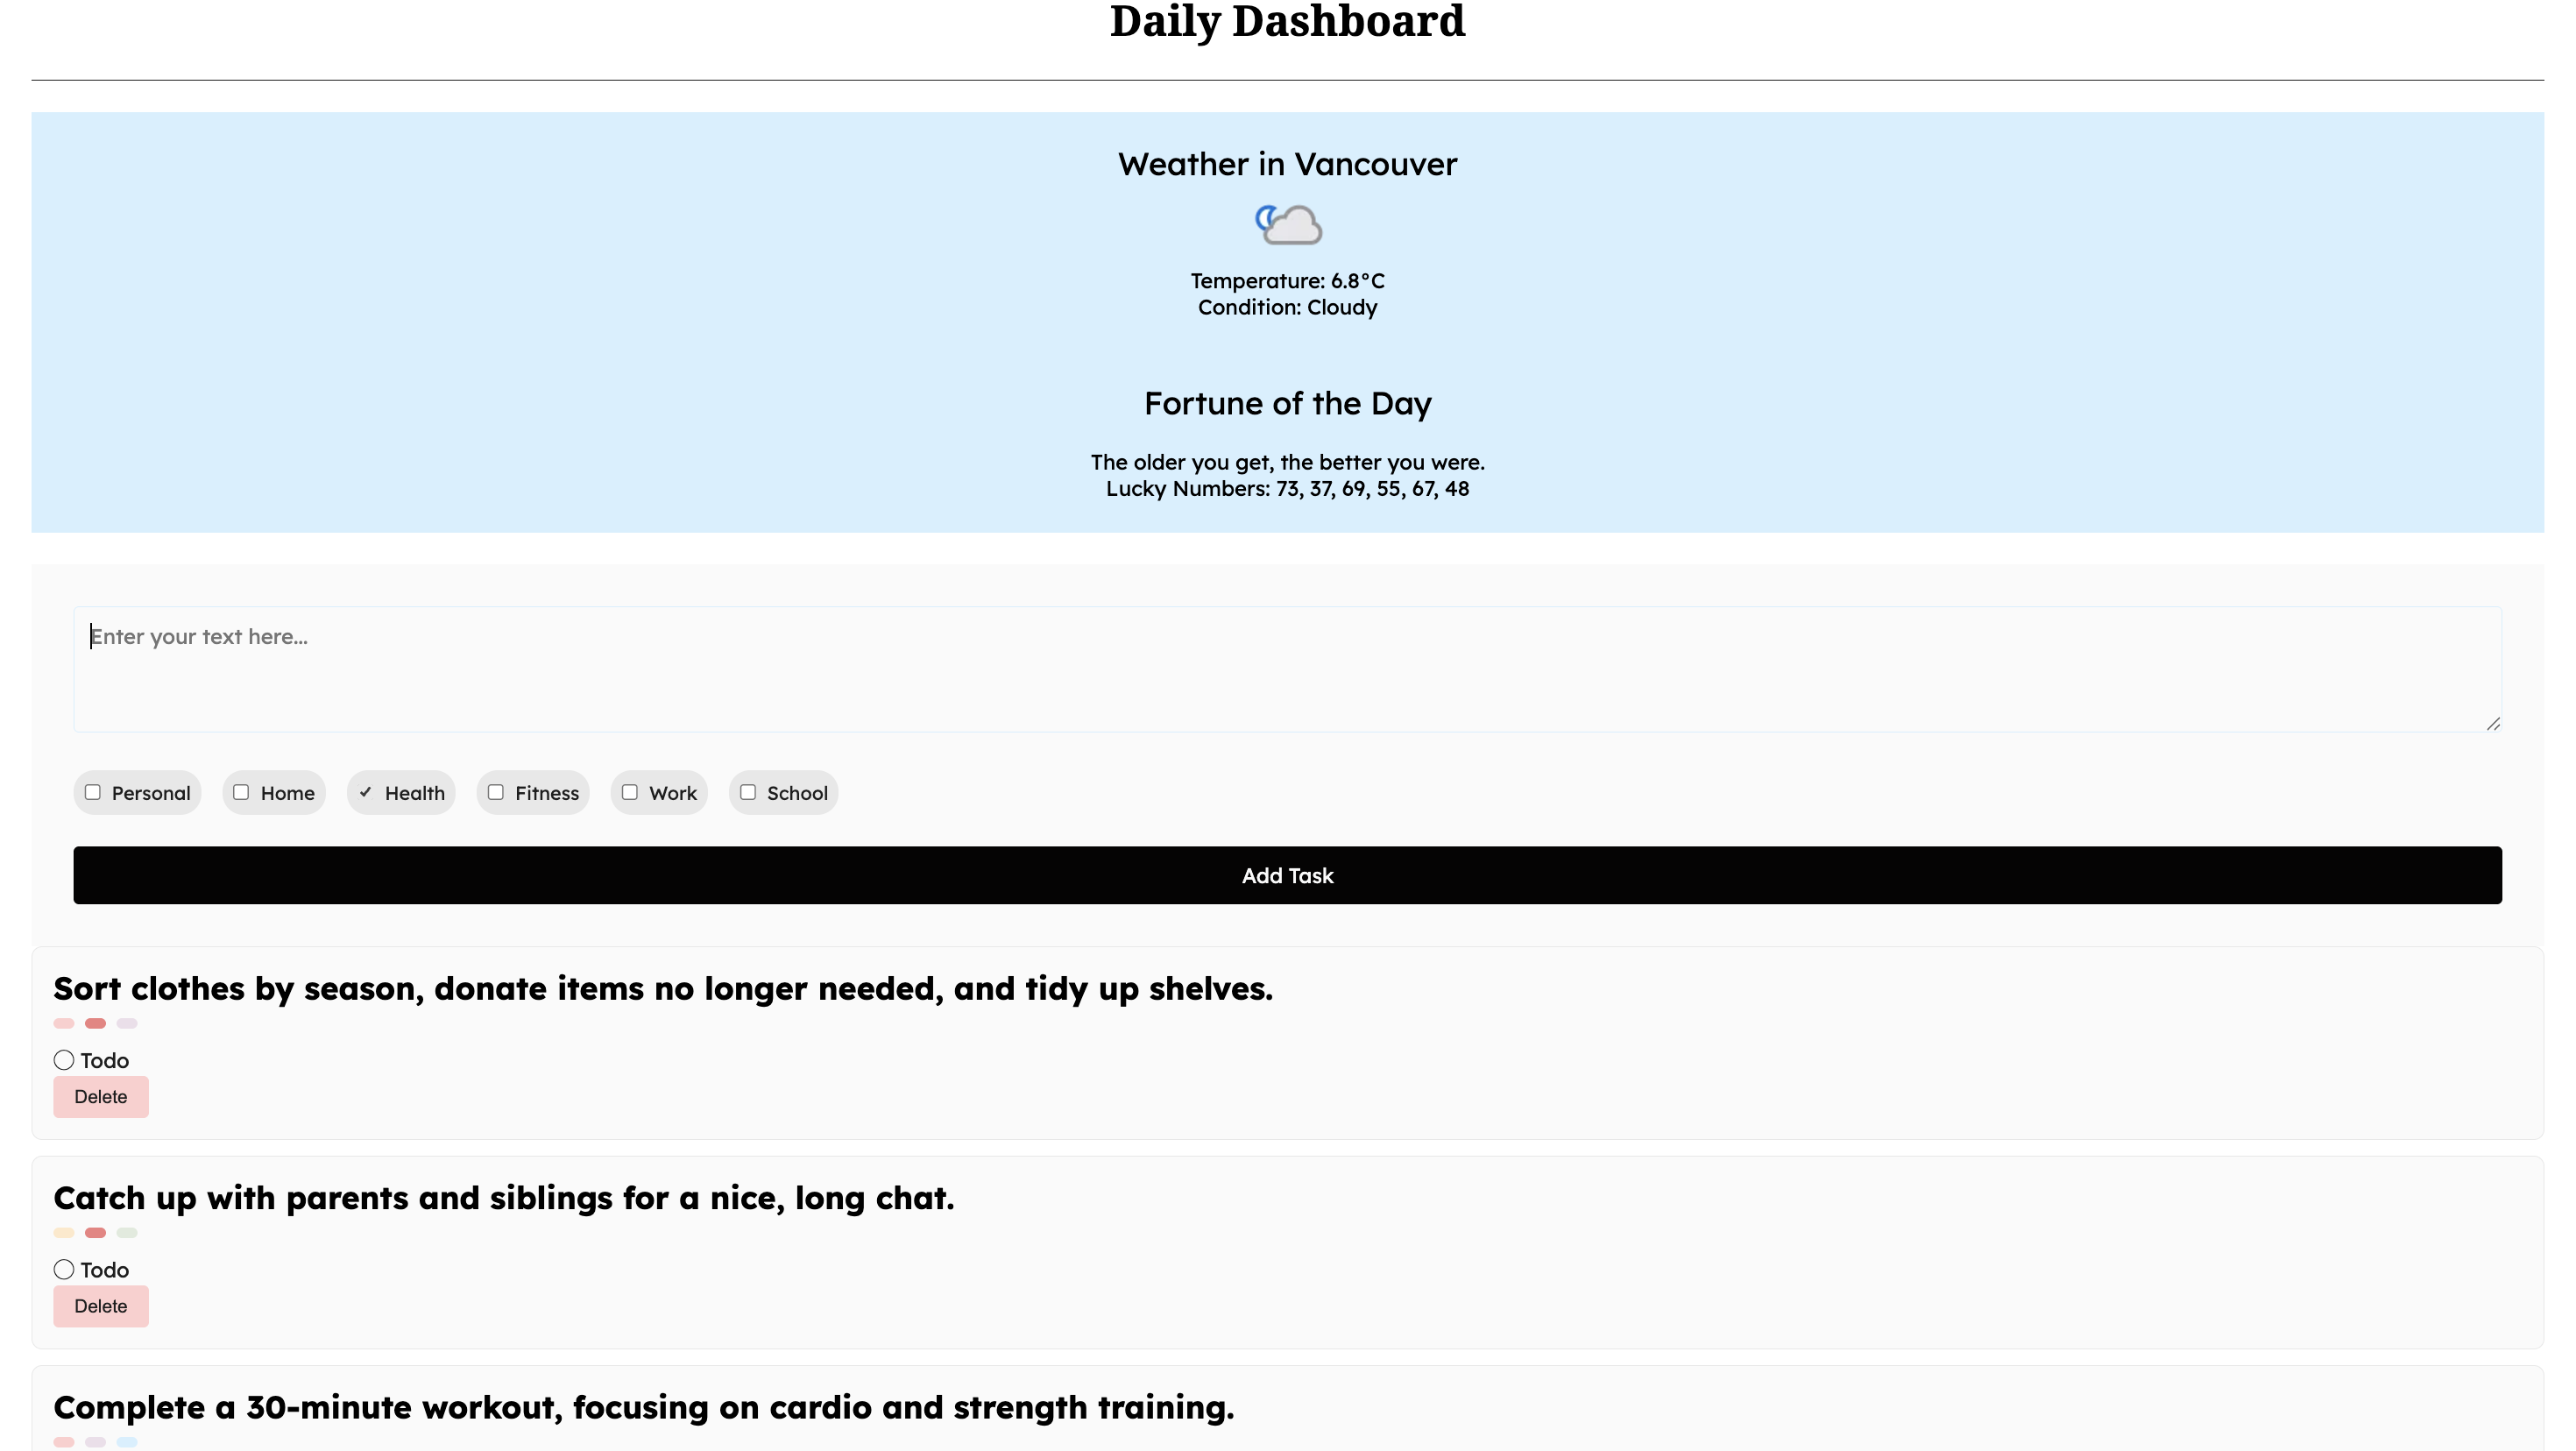 Daily Dashboard
Weather in Vancouver
Temperature: 6.8°C
Condition: Cloudy
Fortune of the Day
The older you get, the better you were.
Lucky Numbers: 73, 37, 69, 55, 67, 48
Enter your text here...
Personal Home Health Fitness Work School
Add Task
Sort clothes by season, donate items no longer needed, and tidy up shelves.
Todo
Delete
Catch up with parents and siblings for a nice, long chat.
Todo
Delete
Complete a 30-minute workout, focusing on cardio and strength training.